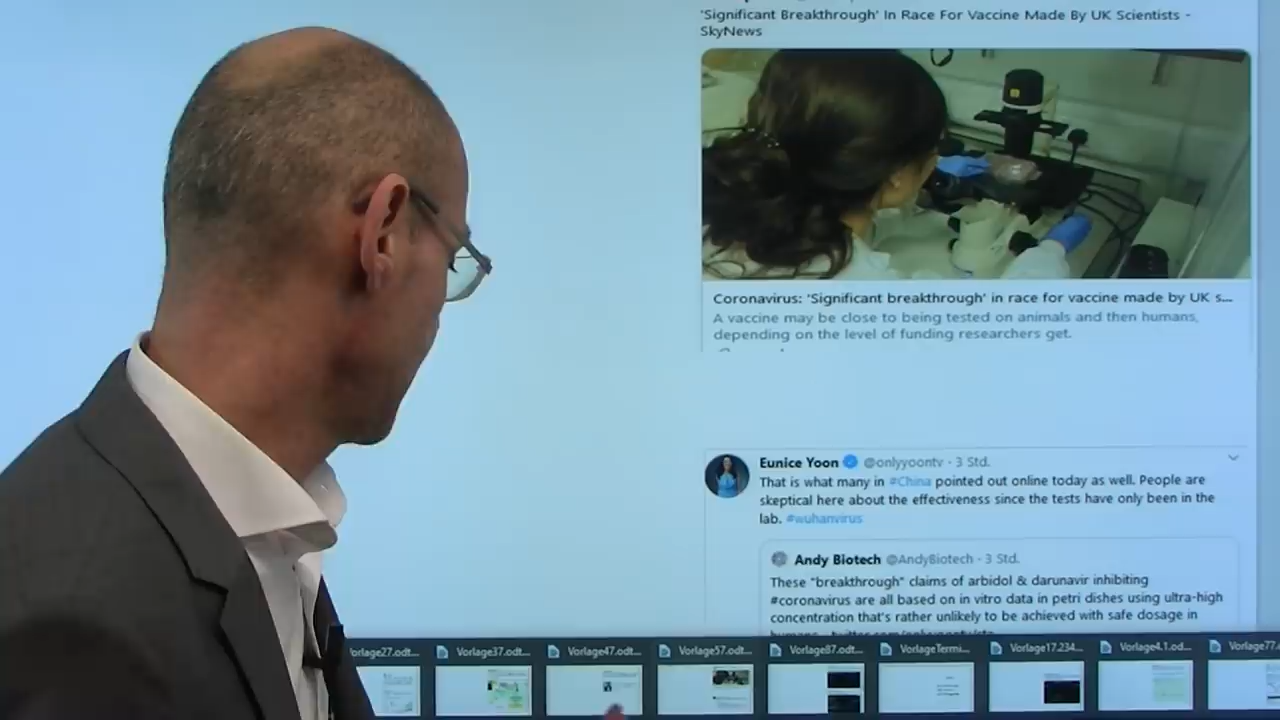 'Significant Breakthrough' In Race For Vaccine Made By UK Scientists -
SkyNews
Coronavirus: 'Significant breakthrough' in race for vaccine made by UK s...
A vaccine may be close to being tested on animals and then humans,
depending on the level of funding researchers get.
Eunice Yoon @onlyyoontv · 3 Std.
That is what many in #China pointed out online today as well. People are
skeptical here about the effectiveness since the tests have only been in the
lab. #wuhanvirus
Andy Biotech @AndyBiotech · 3 Std.
These "breakthrough" claims of arbidol & darunavir inhibiting
#coronavirus are all based on in vitro data in petri dishes using ultra-high
concentration that's rather unlikely to be achieved with safe dosage in
Vorlage27.odt... Vorlage37.odt... Vorlage47.odt... Vorlage57.odt... Vorlage87.odt... VorlageTermi... Vorlage17.234... Vorlage4.1.odt... Vorlage77.